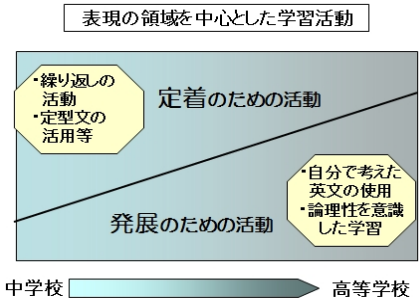 表現の領域を中心とした学習活動
・繰り返しの
活動
・定型文の
活用等
定着のための活動
・自分で考えた
英文の使用
・論理性を意識
した学習
発展のための活動
中学校
高等学校